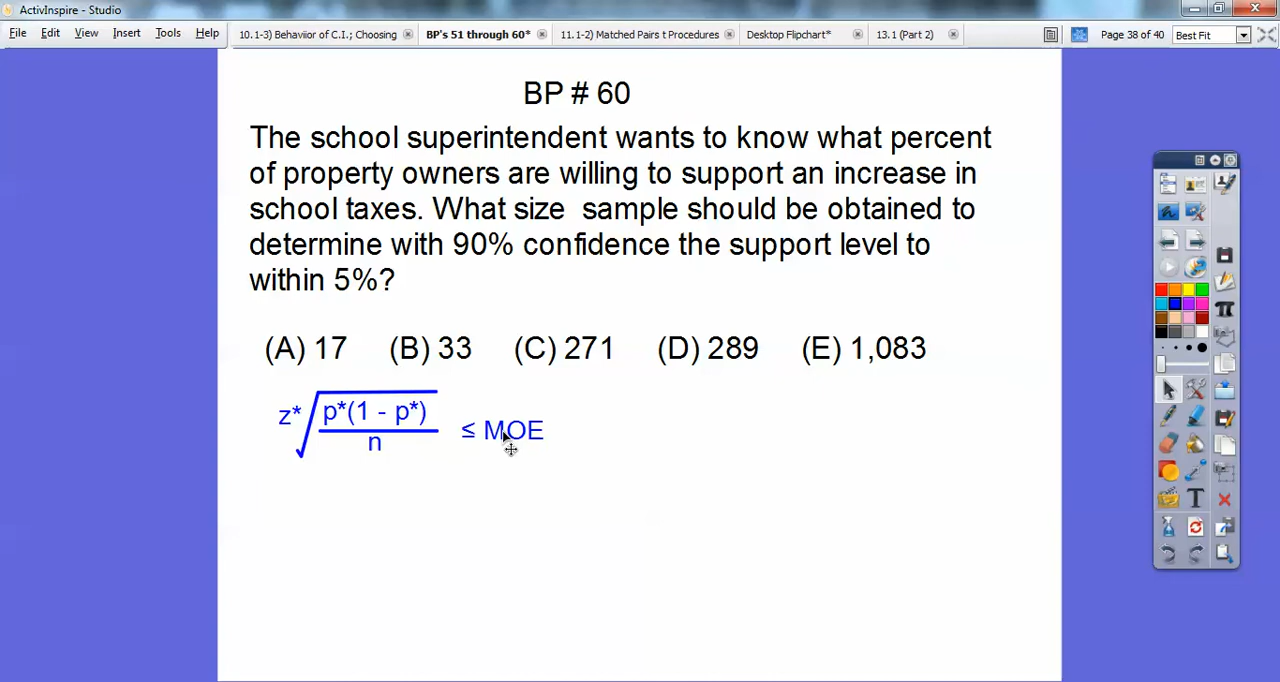 ActivInspire - Studio
File Edit View Insert Tools Help
10.1-3) Behaviior of C.I.; Choosing
BP's 51 through 60*
11.1-2) Matched Pairs t Procedures
Desktop Flipchart*
13.1 (Part 2)
Page 38 of 40
Best Fit
BP # 60
The school superintendent wants to know what percent
of property owners are willing to support an increase in
school taxes. What size sample should be obtained to
determine with 90% confidence the support level to
within 5%?
(A) 17 (B) 33 (C) 271 (D) 289 (E) 1,083
z* √ p*(1 - p*)
n
≤ MOE